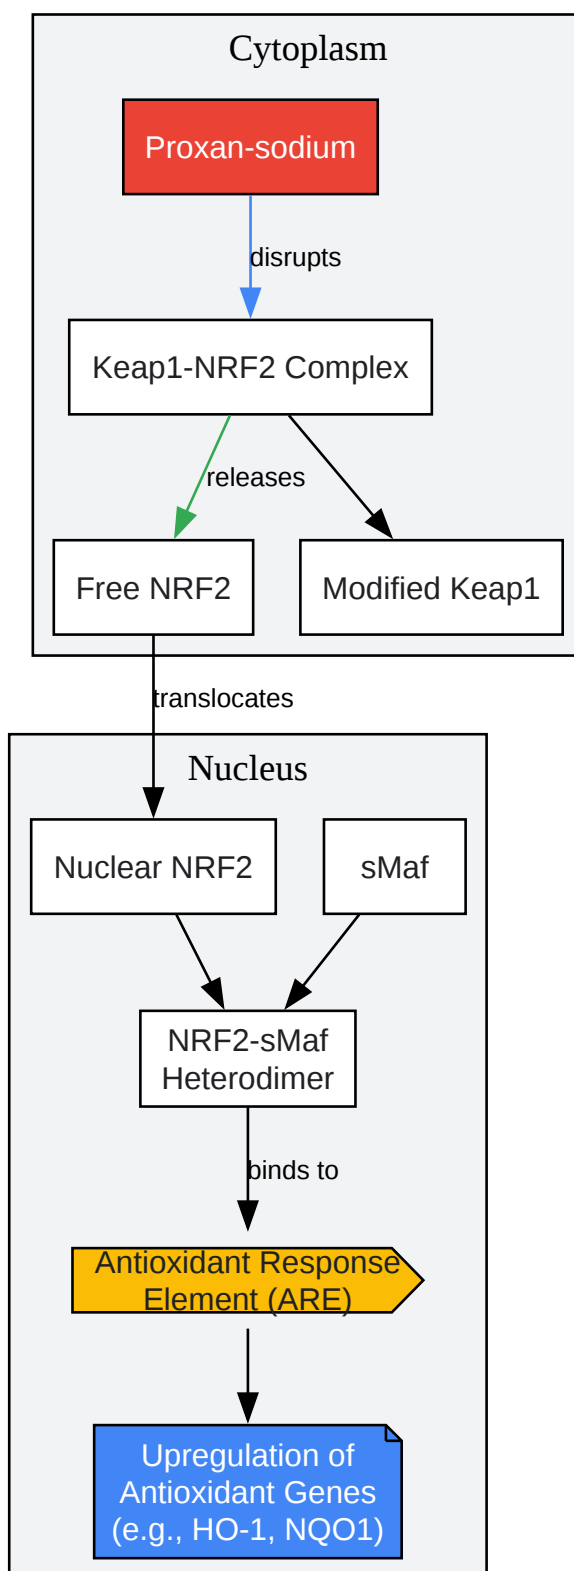 Cytoplasm
Proxan-sodium
disrupts
Keap1-NRF2 Complex
releases
Free NRF2
Modified Keap1
translocates
Nucleus
Nuclear NRF2
sMaf
NRF2-sMaf
Heterodimer
binds to
Antioxidant Response
Element (ARE)
Upregulation of
Antioxidant Genes
(e.g., HO-1, NQO1)